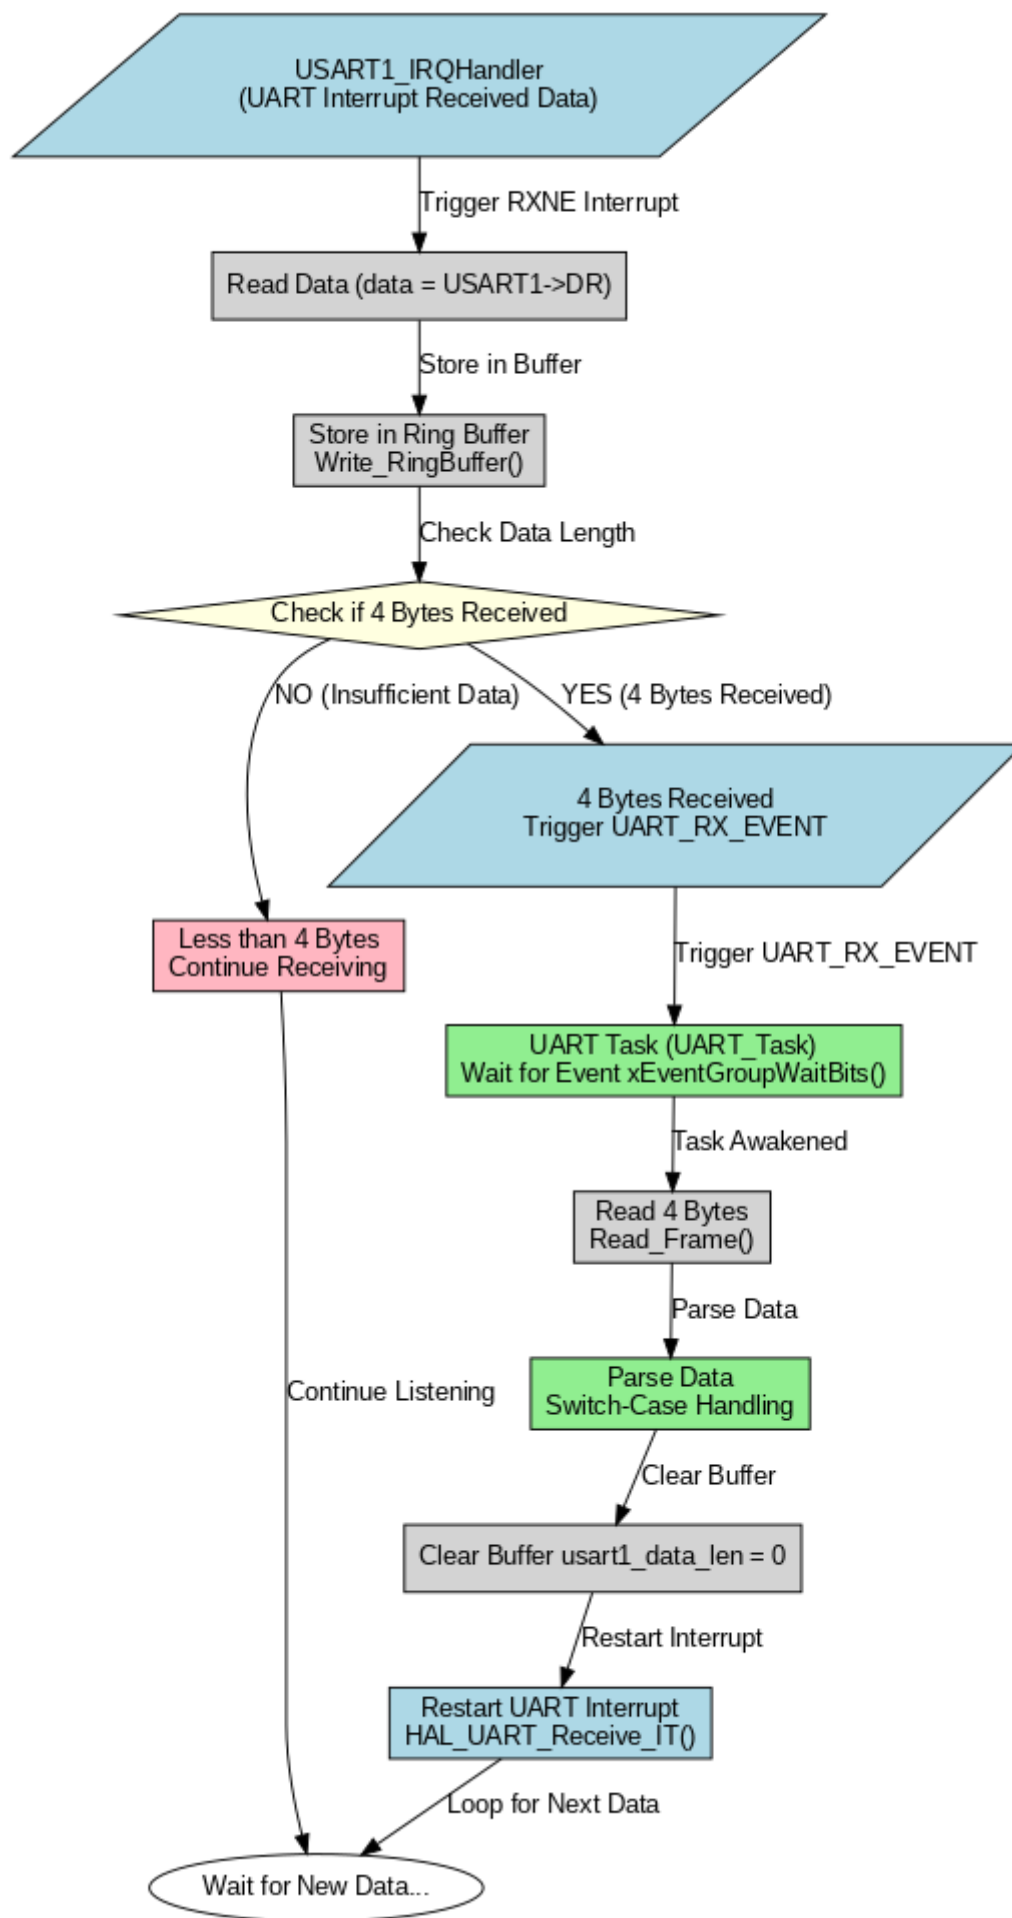 USART1_IRQHandler
(UART Interrupt Received Data)
Trigger RXNE Interrupt
Read Data (data = USART1->DR)
Store in Buffer
Store in Ring Buffer
Write_RingBuffer()
Check Data Length
Check if 4 Bytes Received
NO (Insufficient Data)
YES (4 Bytes Received)
4 Bytes Received
Trigger UART_RX_EVENT
Less than 4 Bytes
Continue Receiving
Trigger UART_RX_EVENT
UART Task (UART_Task)
Wait for Event xEventGroupWaitBits()
Task Awakened
Read 4 Bytes
Read_Frame()
Parse Data
Parse Data
Switch-Case Handling
Continue Listening
Clear Buffer
Clear Buffer usart1_data_len = 0
Restart Interrupt
Restart UART Interrupt
HAL_UART_Receive_IT()
Loop for Next Data
Wait for New Data...